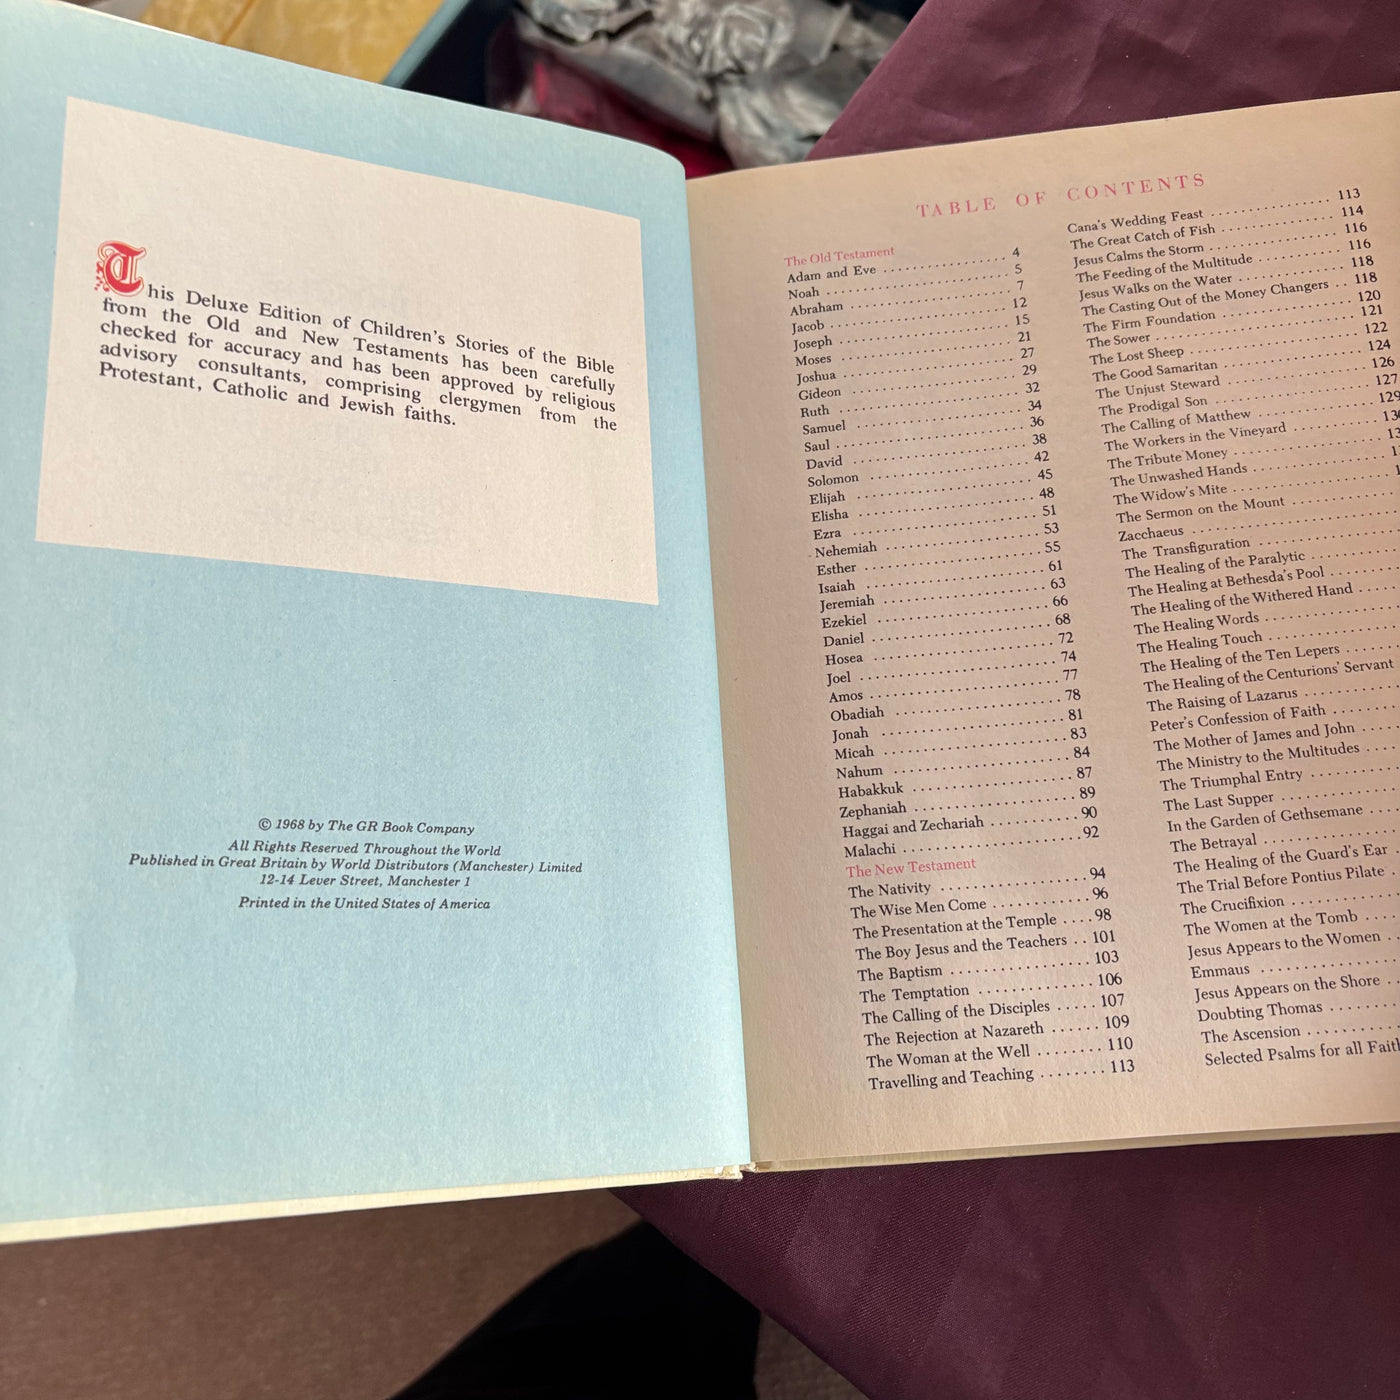 This Deluxe Edition of Children's Stories of the Bible
from the Old and New Testaments has been carefully
checked for accuracy and has been approved by religious
advisory consultants, comprising clergymen from the
Protestant, Catholic and Jewish faiths.
© 1968 by The GR Book Company
All Rights Reserved Throughout the World
Published in Great Britain by World Distributors (Manchester) Limited
12-14 Lever Street, Manchester 1
Printed in the United States of America
TABLE OF CONTENTS
The Old Testament
Adam and Eve 4
Noah 5
Abraham 7
Jacob 12
Joseph 15
Moses 21
Joshua 27
Gideon 29
Ruth 32
Samuel 34
Saul 36
David 38
Solomon 42
Elijah 45
Elisha 48
Ezra 51
Nehemiah 53
Esther 55
Isaiah 61
Jeremiah 63
Ezekiel 66
Daniel 68
Hosea 72
Joel 74
Amos 77
Obadiah 78
Jonah 81
Micah 83
Nahum 84
Habakkuk 87
Zephaniah 89
Haggai and Zechariah 90
Malachi 92
The New Testament
The Nativity 94
The Wise Men Come 96
The Presentation at the Temple 98
The Boy Jesus and the Teachers 101
The Baptism 103
The Temptation 106
The Calling of the Disciples 107
The Rejection at Nazareth 109
The Woman at the Well 110
Travelling and Teaching 113
Cana's Wedding Feast 113
The Great Catch of Fish 114
Jesus Calms the Storm 116
The Feeding of the Multitude 116
Jesus Walks on the Water 118
The Casting Out of the Money Changers 118
The Firm Foundation 120
The Sower 121
The Lost Sheep 122
The Good Samaritan 124
The Unjust Steward 126
The Prodigal Son 127
The Calling of Matthew 129
The Workers in the Vineyard
The Tribute Money
The Unwashed Hands
The Widow's Mite
The Sermon on the Mount
Zacchaeus
The Transfiguration
The Healing of the Paralytic
The Healing at Bethesda's Pool
The Healing of the Withered Hand
The Healing Words
The Healing Touch
The Healing of the Ten Lepers
The Healing of the Centurions' Servant
The Raising of Lazarus
Peter's Confession of Faith
The Mother of James and John
The Ministry to the Multitudes
The Triumphal Entry
The Last Supper
In the Garden of Gethsemane
The Betrayal
The Healing of the Guard's Ear
The Trial Before Pontius Pilate
The Crucifixion
The Women at the Tomb
Jesus Appears to the Women
Emmaus
Jesus Appears on the Shore
Doubting Thomas
The Ascension
Selected Psalms for all